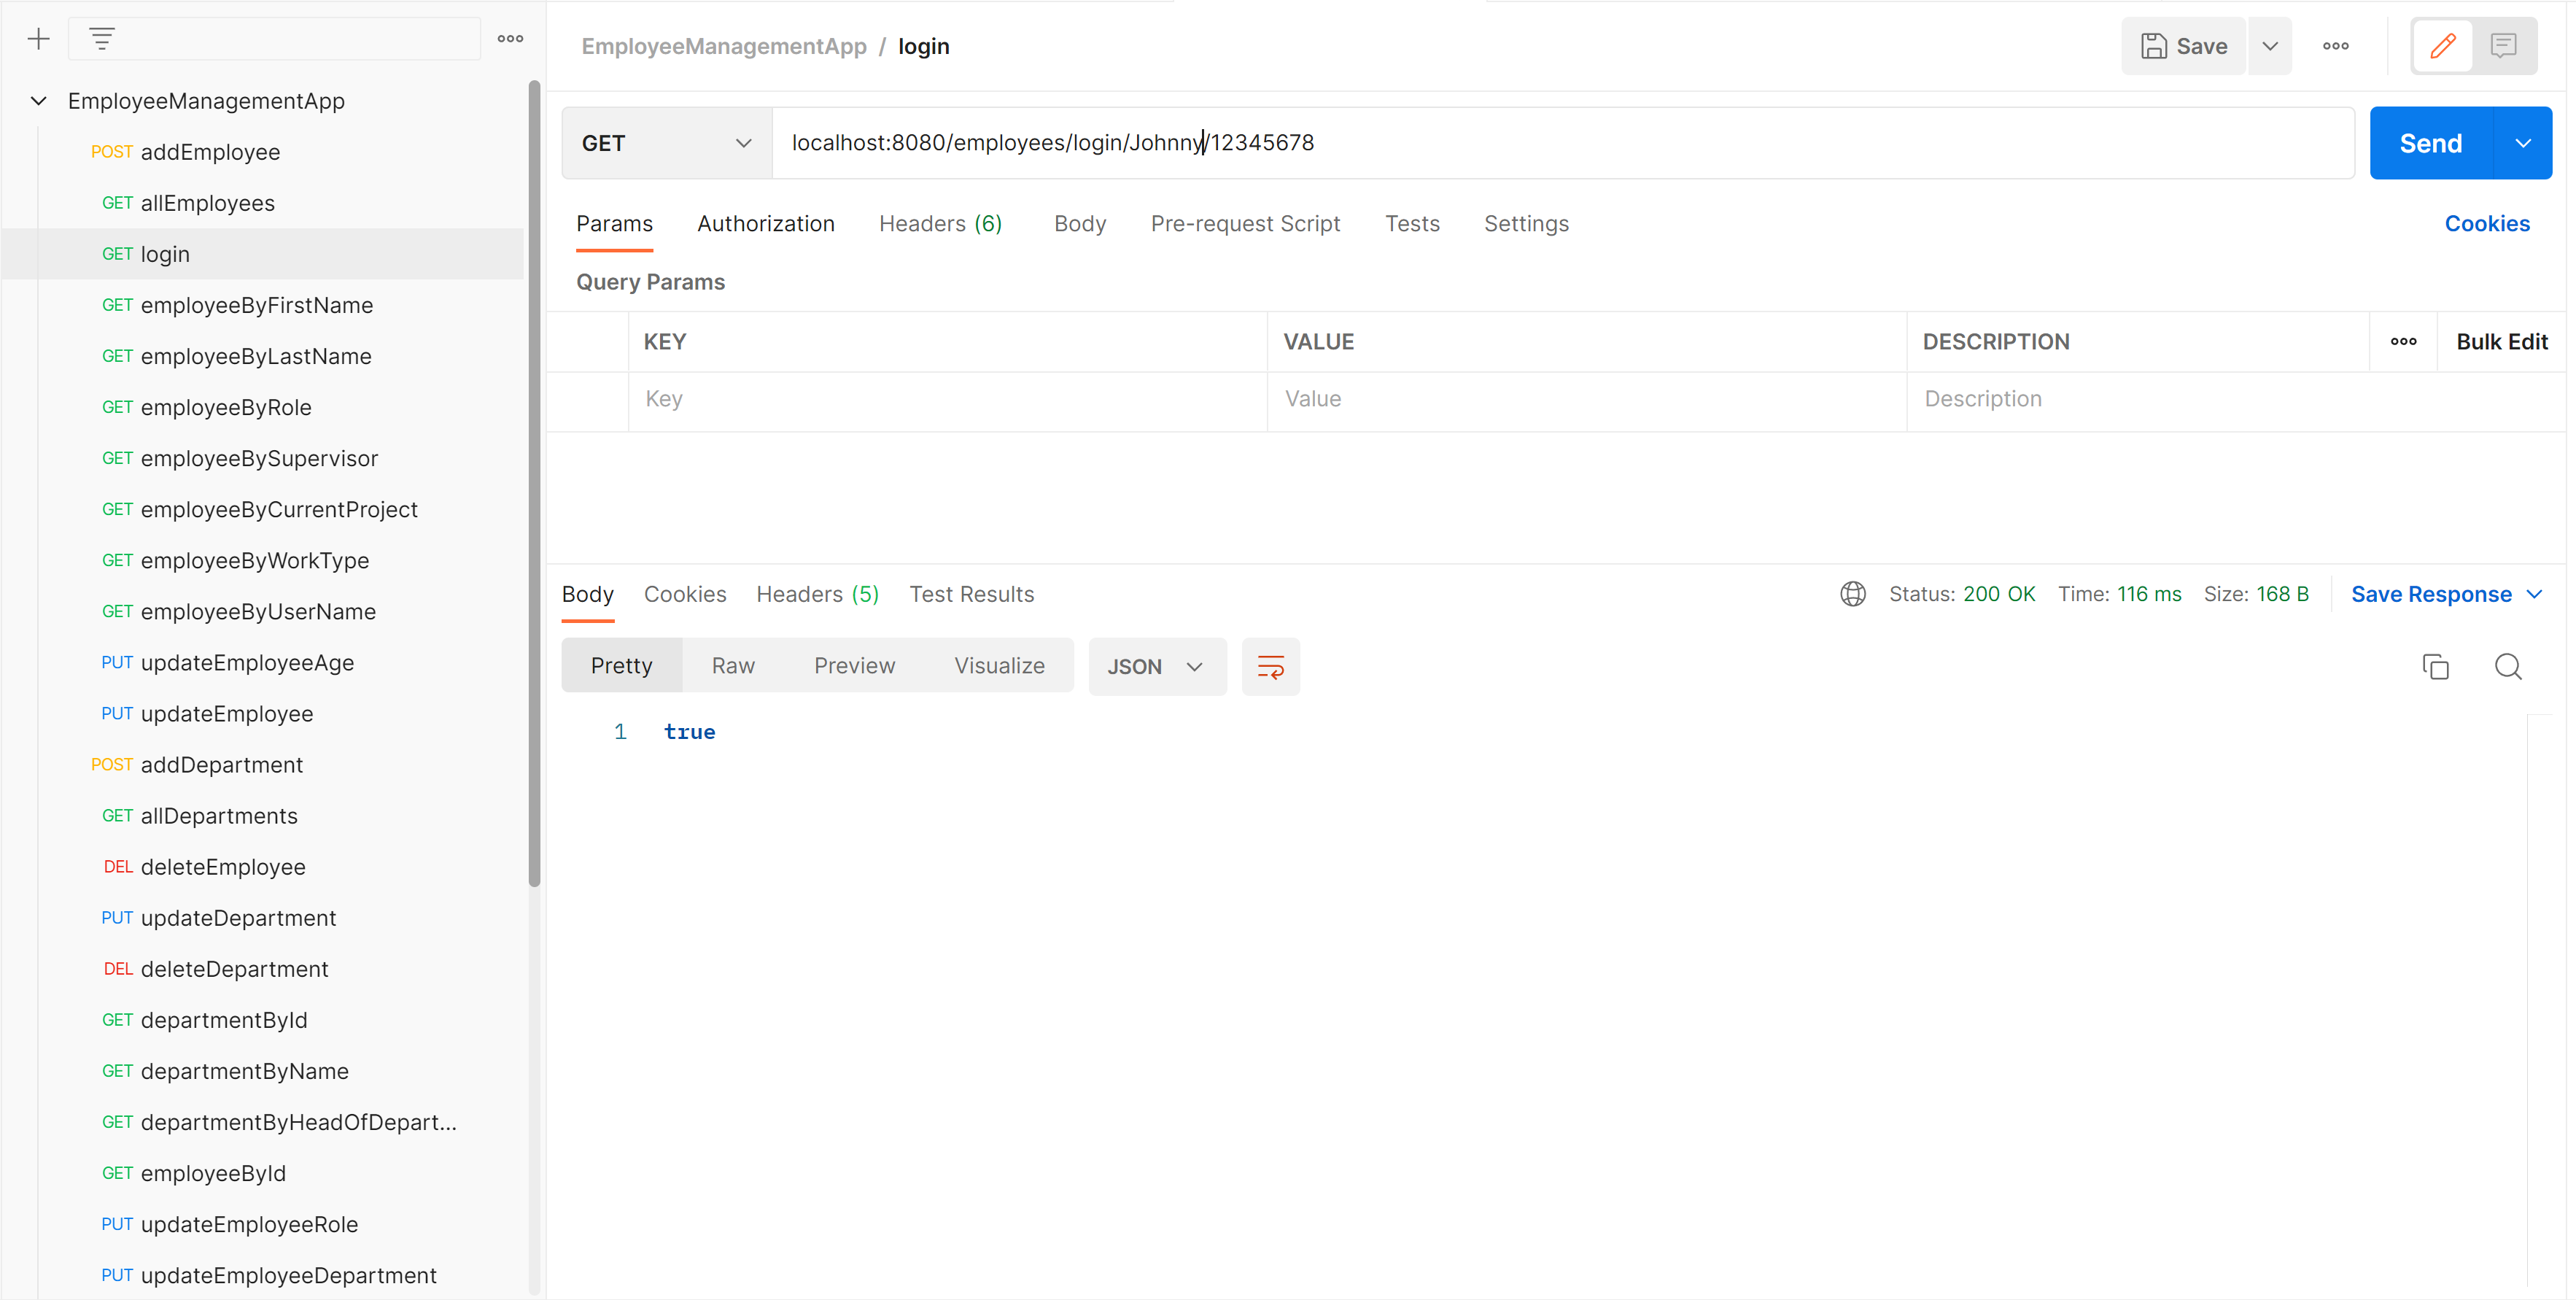 EmployeeManagementApp
POST addEmployee
GET allEmployees
GET login
GET employeeByFirstName
GET employeeByLastName
GET employeeByRole
GET employeeBySupervisor
GET employeeByCurrentProject
GET employeeByWorkType
GET employeeByUserName
PUT updateEmployeeAge
PUT updateEmployee
POST addDepartment
GET allDepartments
DEL deleteEmployee
PUT updateDepartment
DEL deleteDepartment
GET departmentById
GET departmentByName
GET departmentByHeadOfDepart...
GET employeeById
PUT updateEmployeeRole
PUT updateEmployeeDepartment
EmployeeManagementApp / login
Save
GET localhost:8080/employees/login/Johnny/12345678 Send
Params Authorization Headers (6) Body Pre-request Script Tests Settings Cookies
Query Params
KEY VALUE DESCRIPTION Bulk Edit
Key Value Description
Body Cookies Headers (5) Test Results Status: 200 OK Time: 116 ms Size: 168 B Save Response
Pretty Raw Preview Visualize JSON
1 true